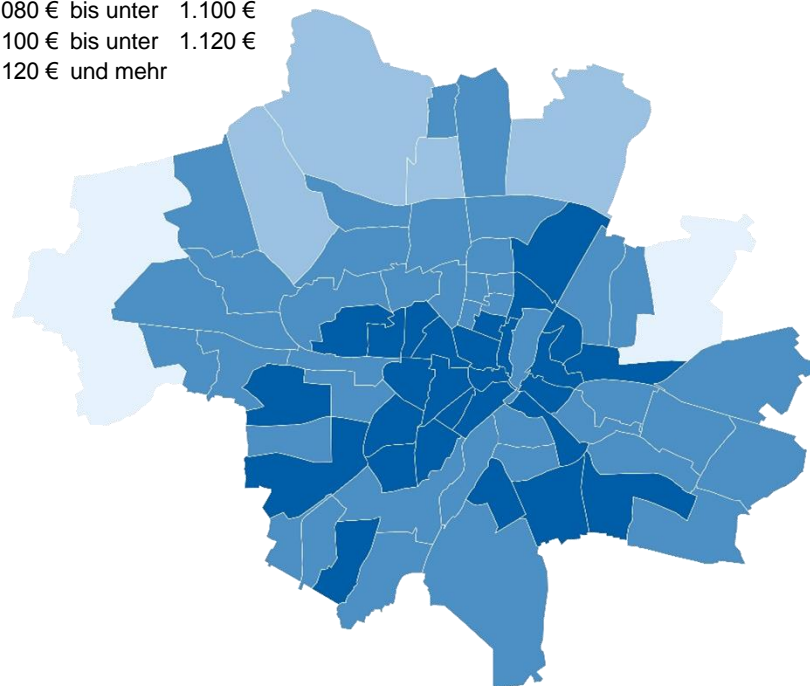 080 € bis unter 1.100 €
100 € bis unter 1.120 €
120 € und mehr